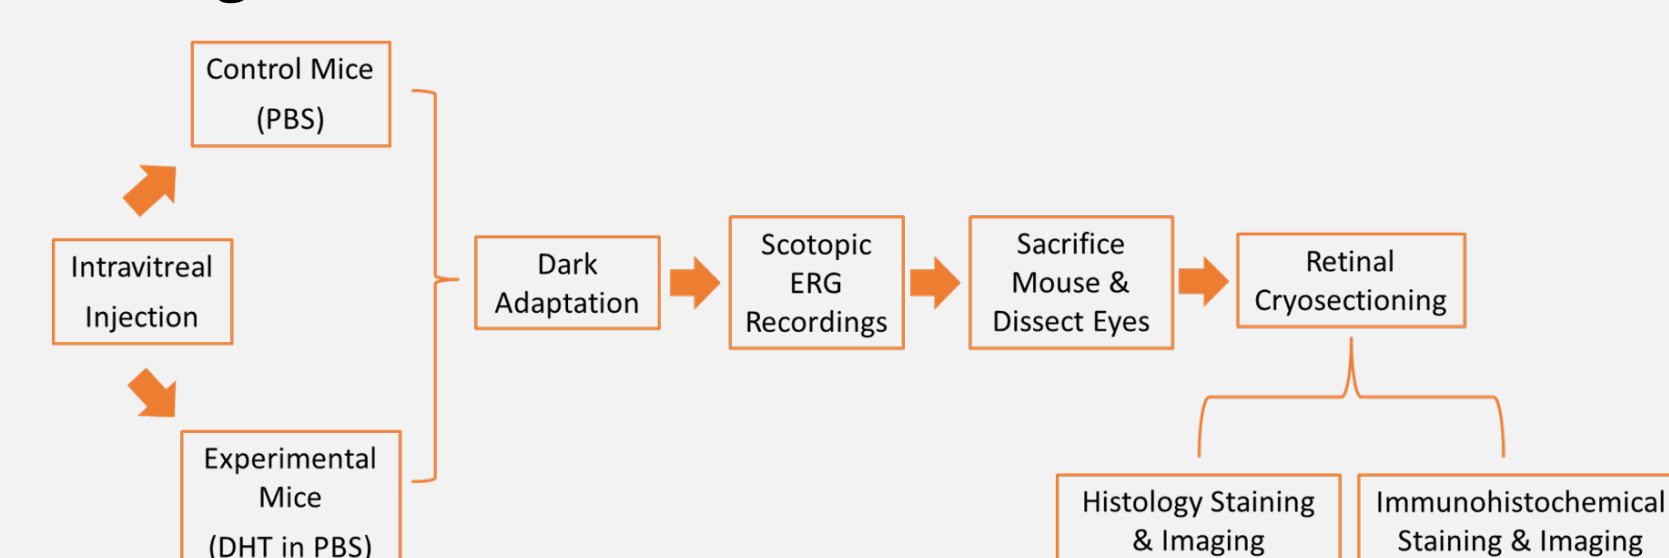 Control Mice
(PBS)
Intravitreal
Injection
Experimental
Mice
(DHT in PBS)
Dark
Adaptation
Scotopic
ERG
Recordings
Sacrifice
Mouse &
Dissect Eyes
Retinal
Cryosectioning
Histology Staining
& Imaging
Immunohistochemical
Staining & Imaging